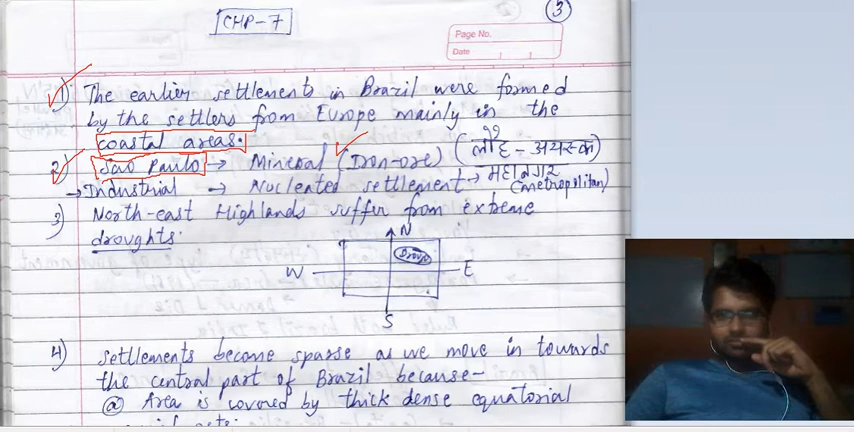 3
CHP-7
Page No.
Date
1) The earlier settlements in Brazil were formed
by the settlers from Europe mainly in the
coastal areas.
2) Sao Paulo → Mineral (Iron-ore) (लौह - अयस्क)
→ Industrial → Nucleated settlement → महानगर
(metropolitan)
3) North-east Highlands suffer from extreme
droughts.
N
W
E
S
4) Settlements become sparse as we move in towards
the central part of Brazil because-
ⓐ Area is covered by thick dense equatorial